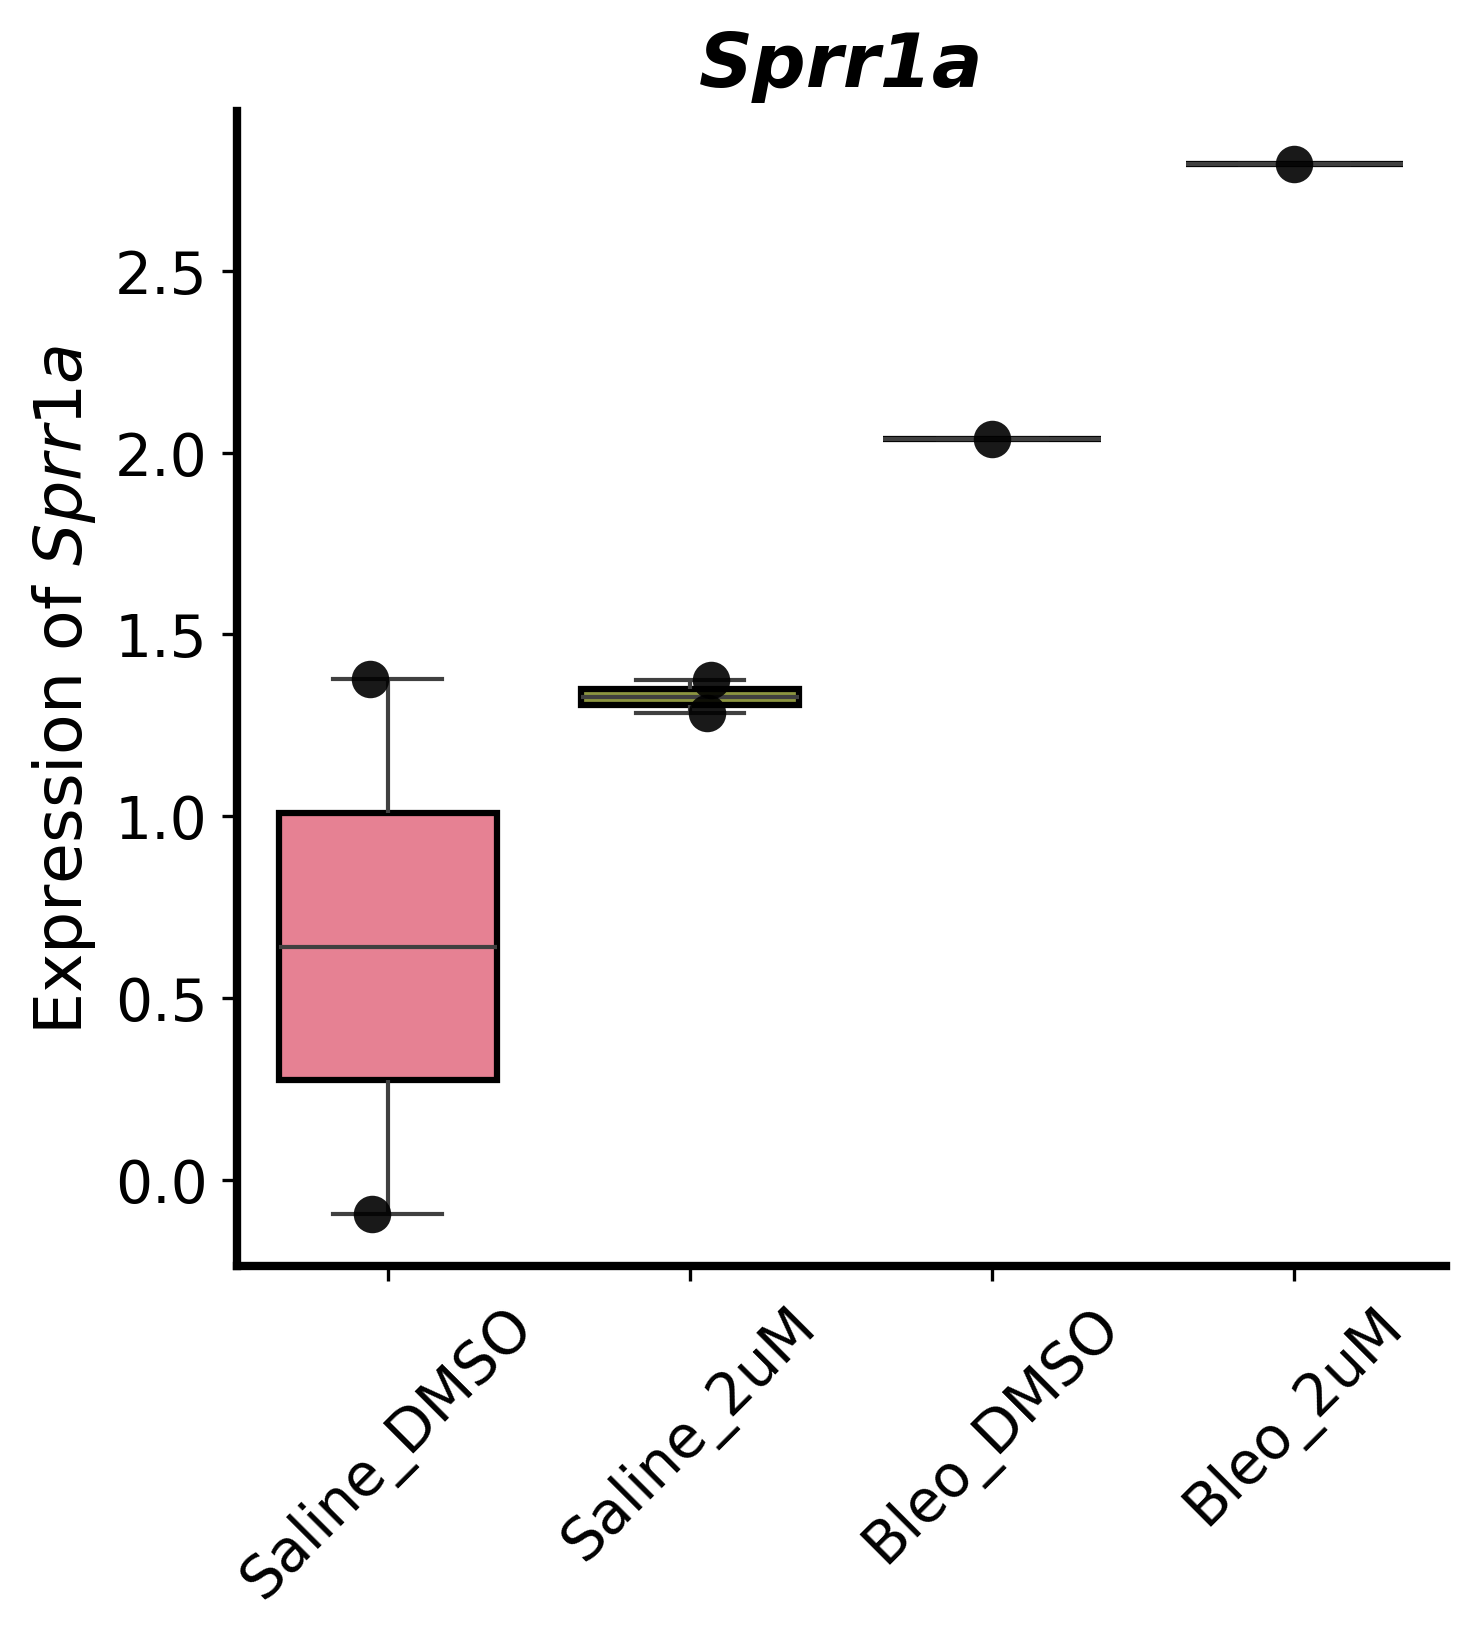 Sprr1a
Expression of Sprr1a
2.5
2.0
1.5
1.0
0.5
0.0
Saline_DMSO
Saline_2uM
Bleo_DMSO
Bleo_2uM